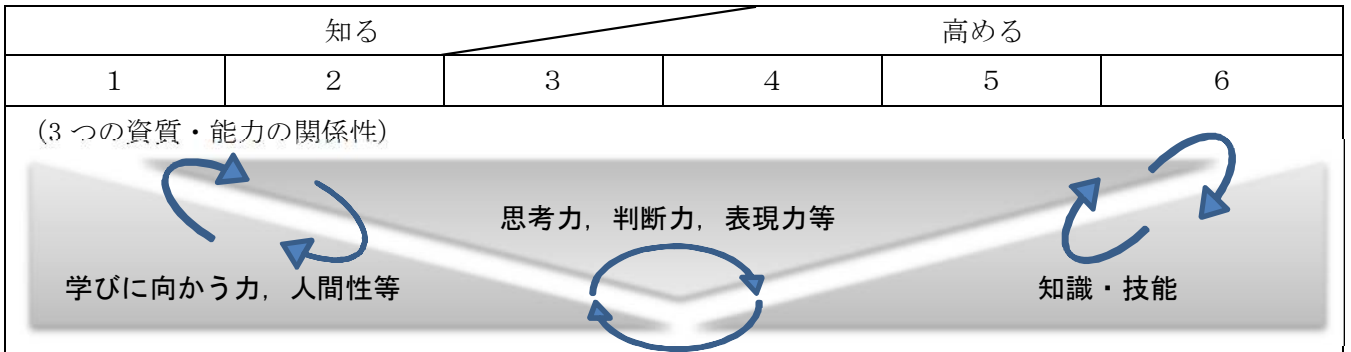 知る 高める
1 2 3 4 5 6
(3つの資質・能力の関係性)
思考力，判断力，表現力等
学びに向かう力，人間性等 知識・技能